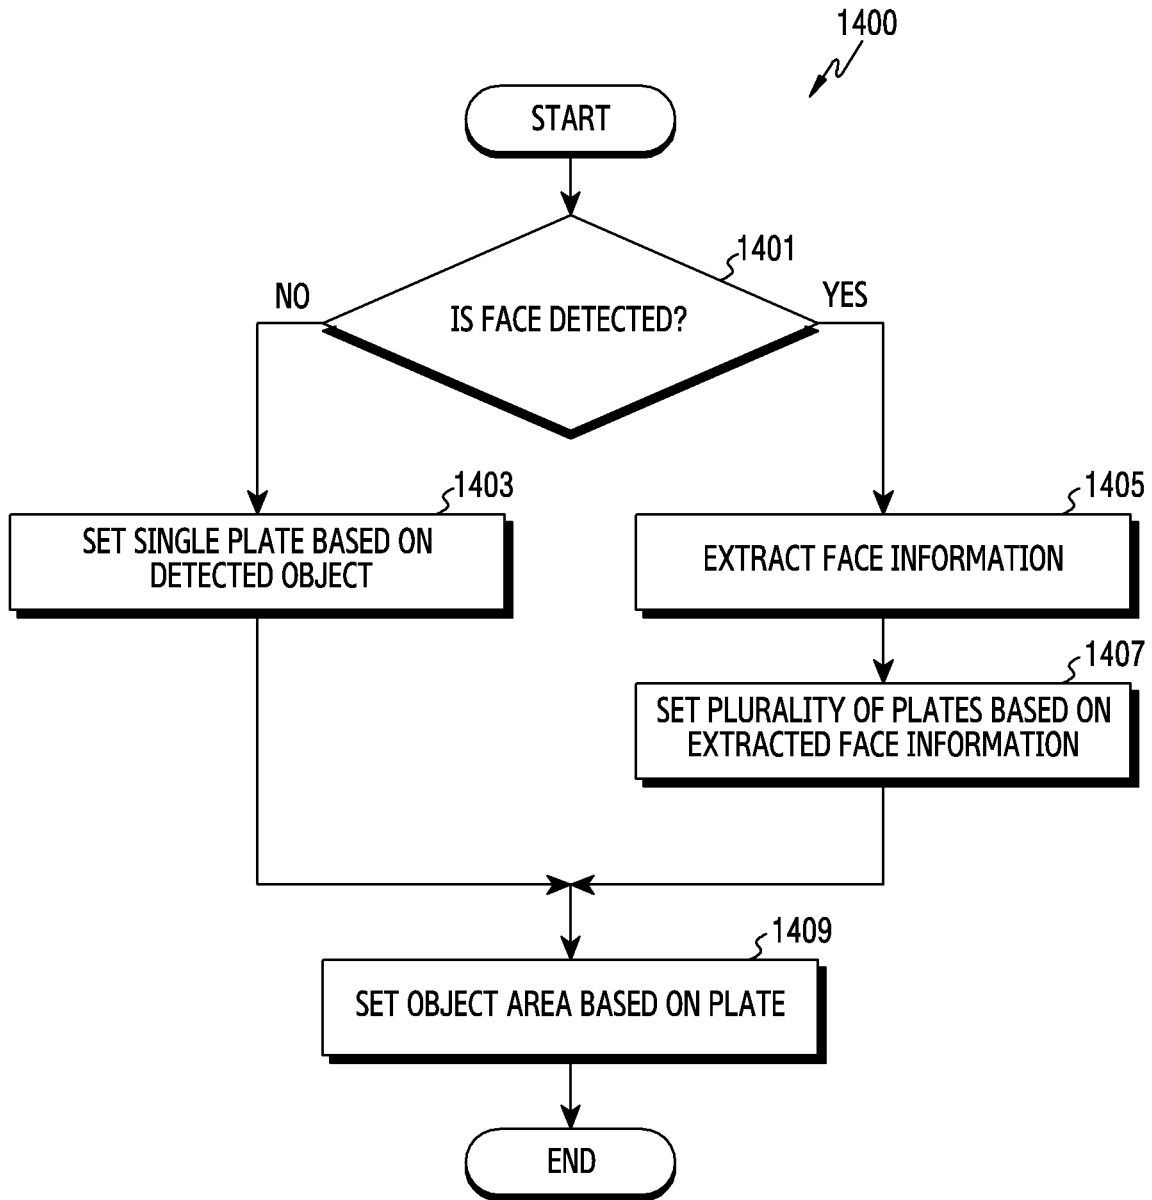 1400
START
1401
NO
YES
IS FACE DETECTED?
1403
1405
SET SINGLE PLATE BASED ON
DETECTED OBJECT
EXTRACT FACE INFORMATION
1407
SET PLURALITY OF PLATES BASED ON
EXTRACTED FACE INFORMATION
1409
SET OBJECT AREA BASED ON PLATE
END